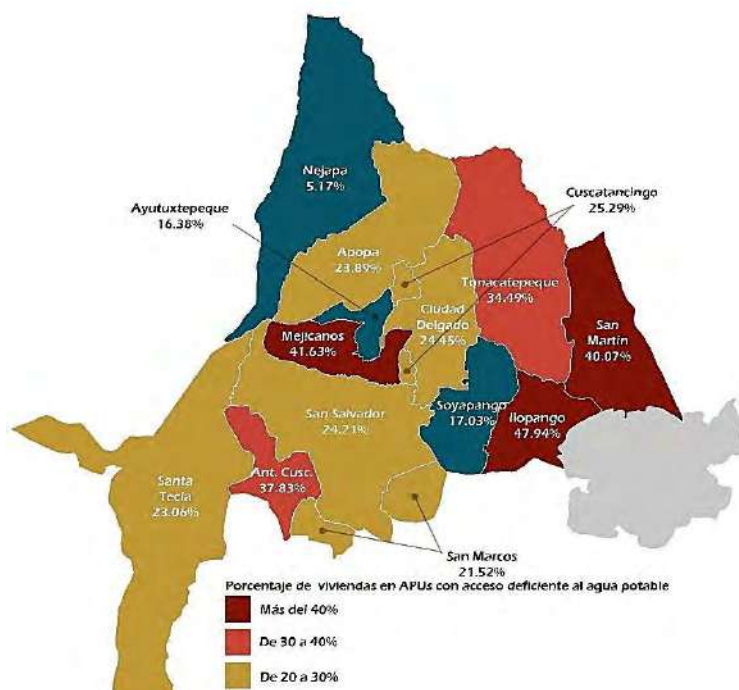 Nejapa
5.17%
Ayutuxtepeque
16.38%
Cuscatancingo
25.29%
Apopa
23.89%
Tonacatepeque
34.49%
Ciudad
Delgado
24.45%
Mejicanos
41.63%
San
Martín
40.07%
Soyapango
17.03%
Ilopango
47.94%
San Salvador
24.21%
Ant. Cusc.
37.83%
Santa
Tecla
23.06%
San Marcos
21.52%
Porcentaje de viviendas en APUs con acceso deficiente al agua potable
Más del 40%
De 30 a 40%
De 20 a 30%